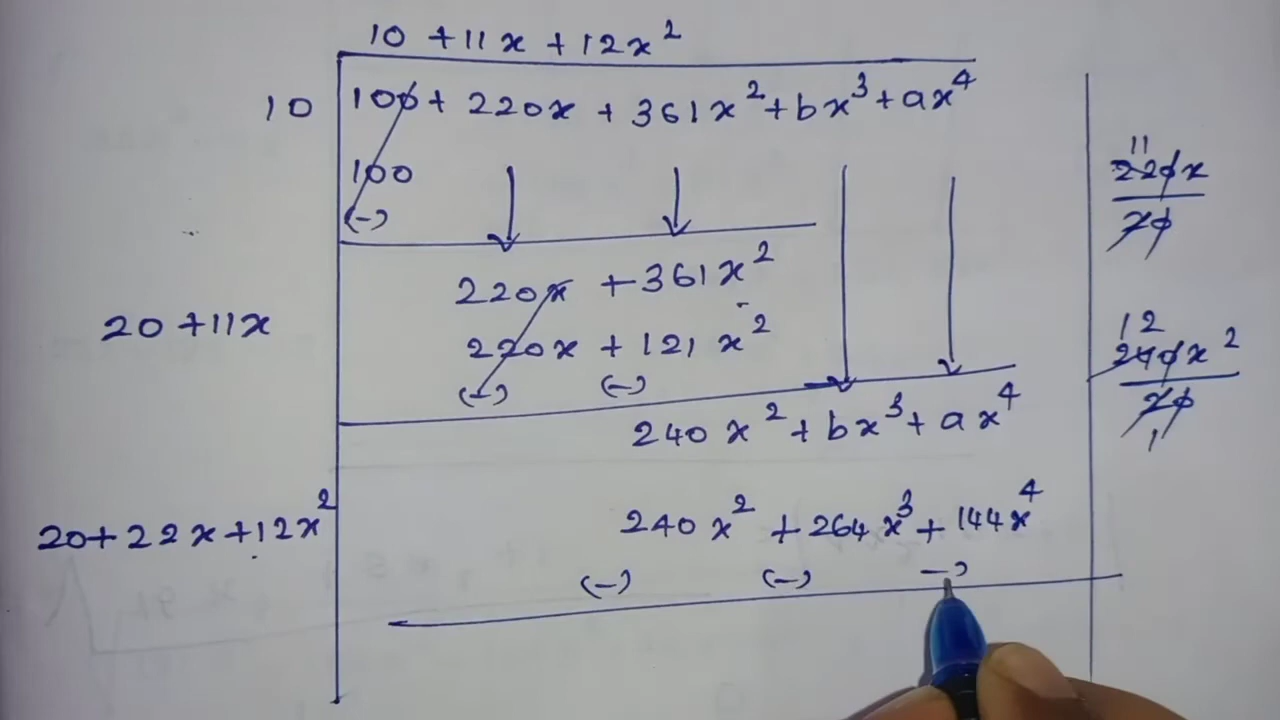 10 + 11x + 12x²
10 100 + 220x + 361x² + bx³ + ax⁴
100
(-)
220x + 361x²
20 + 11x 220x + 121x²
(-) (-)
240x² + bx³ + ax⁴
20 + 22x + 12x² 240x² + 264x³ + 144x⁴
(-) (-) -)
11
220x
20
12
240x²
20
1